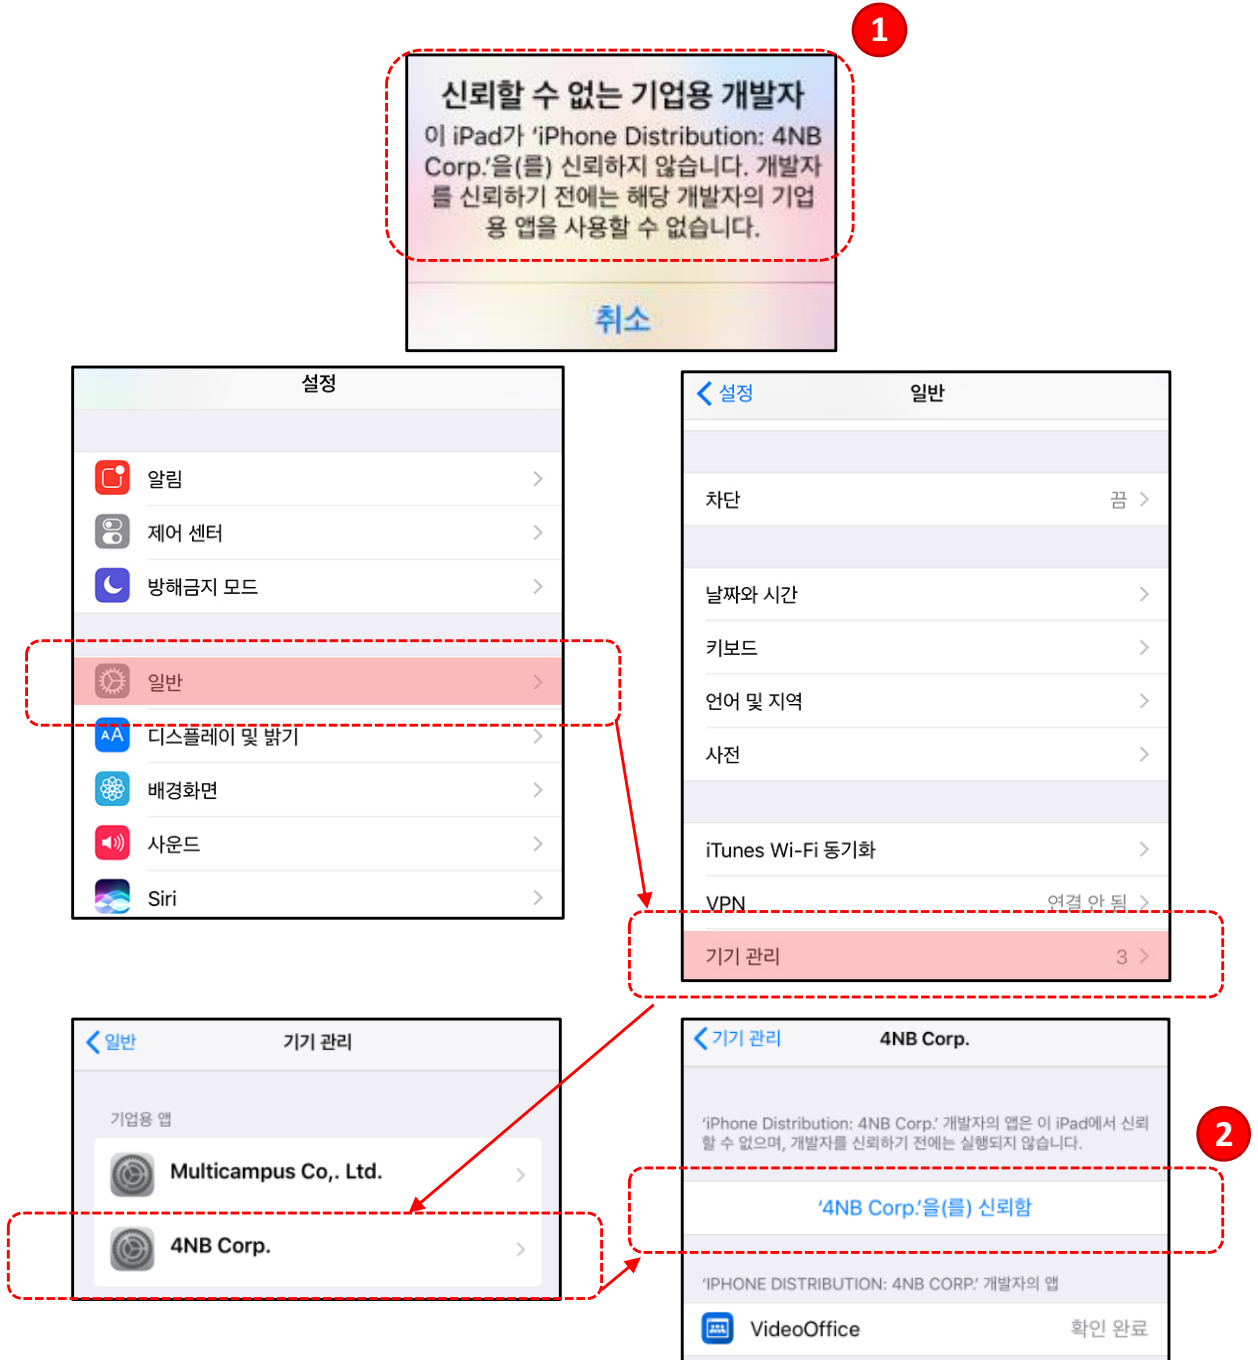 1
신뢰할 수 없는 기업용 개발자
이 iPad가 ‘iPhone Distribution: 4NB
Corp.’을(를) 신뢰하지 않습니다. 개발자
를 신뢰하기 전에는 해당 개발자의 기업
용 앱을 사용할 수 없습니다.
취소
설정
알림
제어 센터
방해금지 모드
일반
AA 디스플레이 및 밝기
배경화면
사운드
Siri
설정 일반
차단 끔
날짜와 시간
키보드
언어 및 지역
사전
iTunes Wi-Fi 동기화
VPN 연결 안 됨
기기 관리 3
일반 기기 관리
기업용 앱
Multicampus Co,. Ltd.
4NB Corp.
기기 관리 4NB Corp.
‘iPhone Distribution: 4NB Corp.’ 개발자의 앱은 이 iPad에서 신뢰
할 수 없으며, 개발자를 신뢰하기 전에는 실행되지 않습니다.
2
‘4NB Corp.’을(를) 신뢰함
‘IPHONE DISTRIBUTION: 4NB CORP.’ 개발자의 앱
VideoOffice 확인 완료